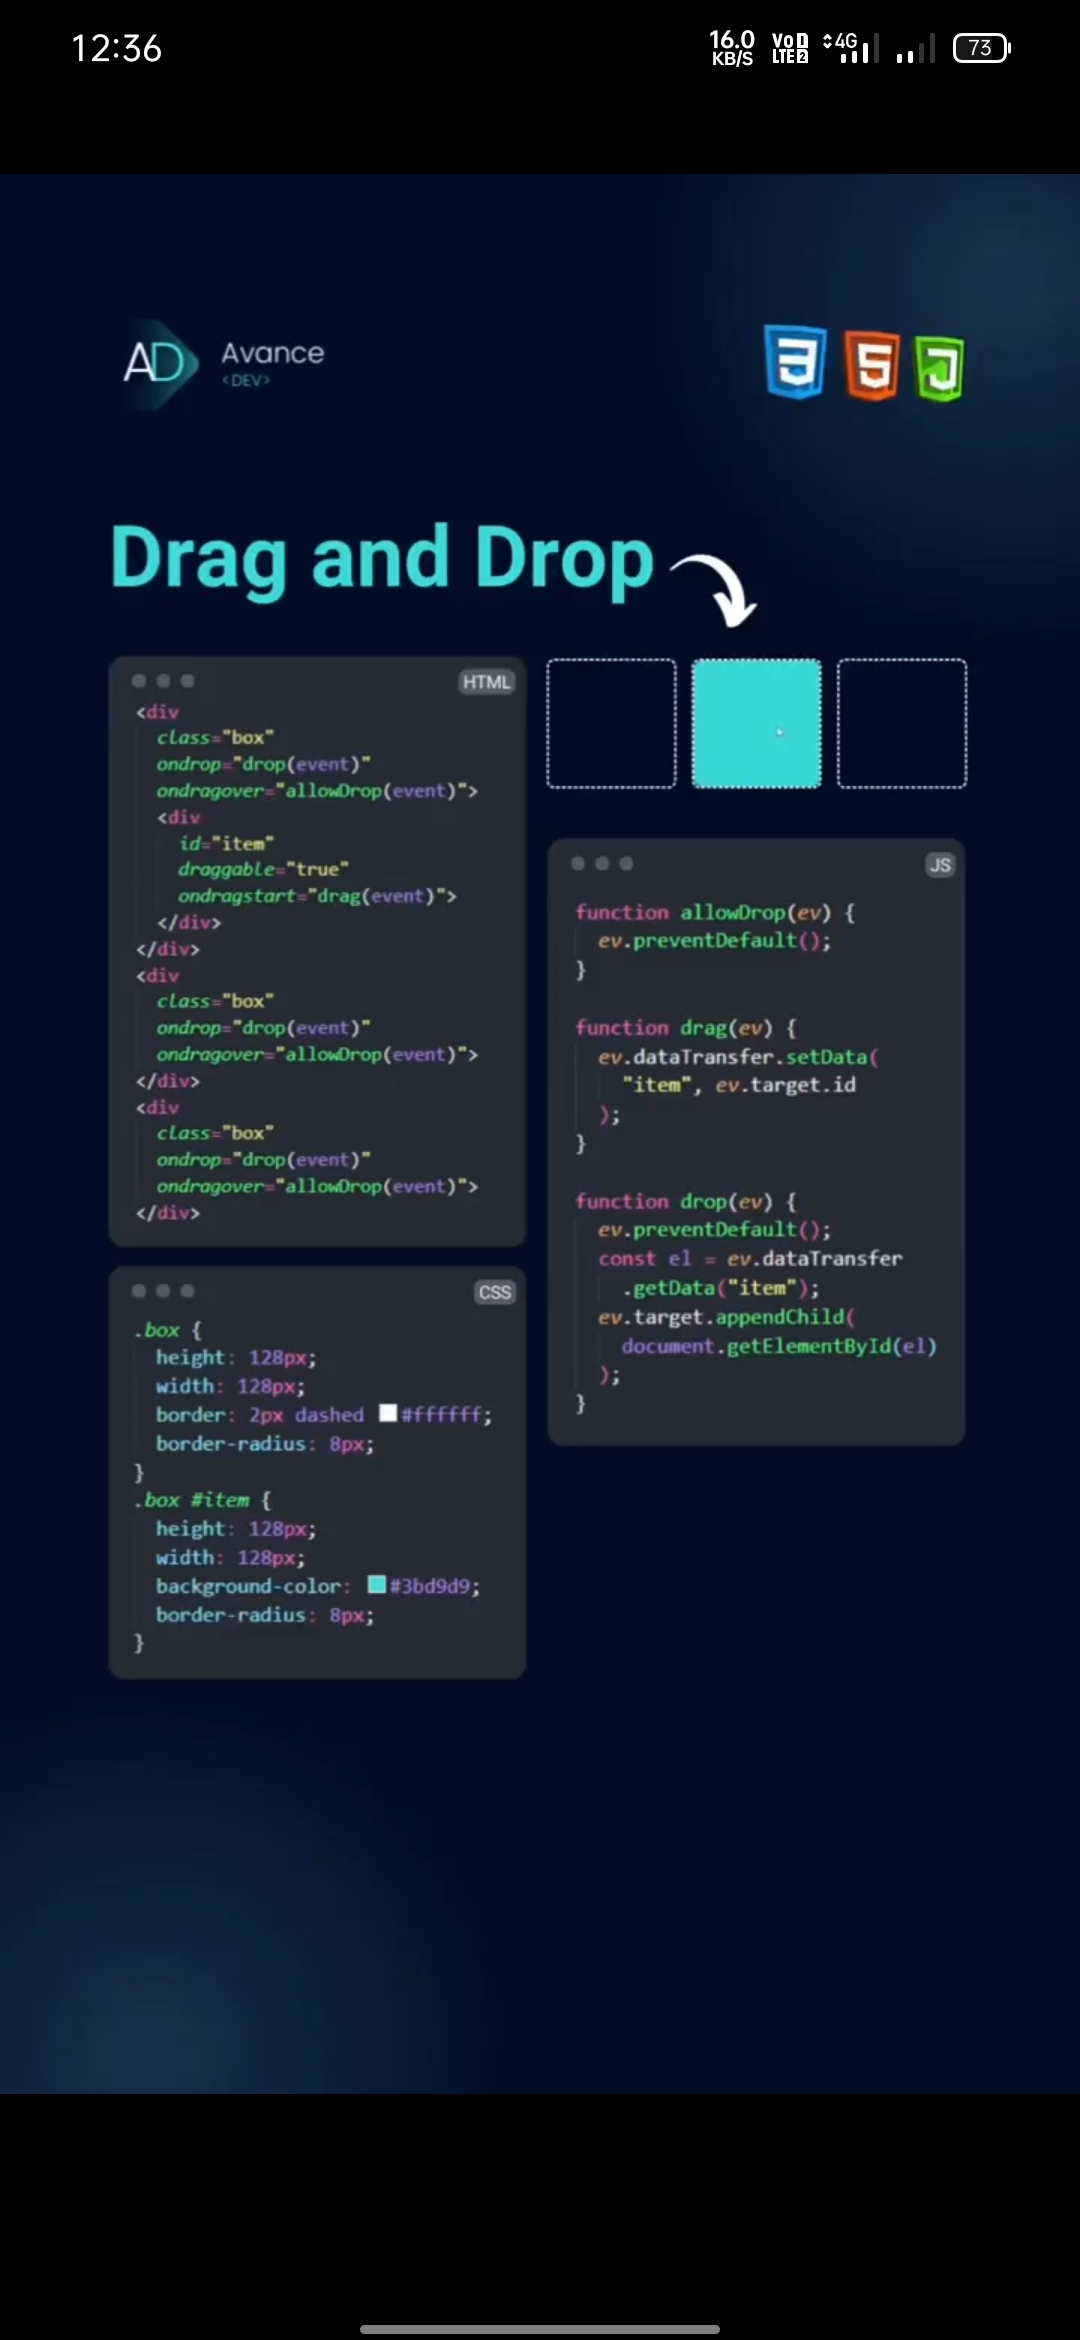 12:36
16.0 KB/S
Vo LTE 1 2
4G
73
AD
Avance
<DEV>
3 5 J
Drag and Drop
HTML
<div
class="box"
ondrop="drop(event)"
ondragover="allowDrop(event)">
<div
id="item"
draggable="true"
ondragstart="drag(event)">
</div>
</div>
<div
class="box"
ondrop="drop(event)"
ondragover="allowDrop(event)">
</div>
<div
class="box"
ondrop="drop(event)"
ondragover="allowDrop(event)">
</div>
CSS
.box {
height: 128px;
width: 128px;
border: 2px dashed #ffffff;
border-radius: 8px;
}
.box #item {
height: 128px;
width: 128px;
background-color: #3bd9d9;
border-radius: 8px;
}
JS
function allowDrop(ev) {
ev.preventDefault();
}
function drag(ev) {
ev.dataTransfer.setData(
"item", ev.target.id
);
}
function drop(ev) {
ev.preventDefault();
const el = ev.dataTransfer
.getData("item");
ev.target.appendChild(
document.getElementById(el)
);
}